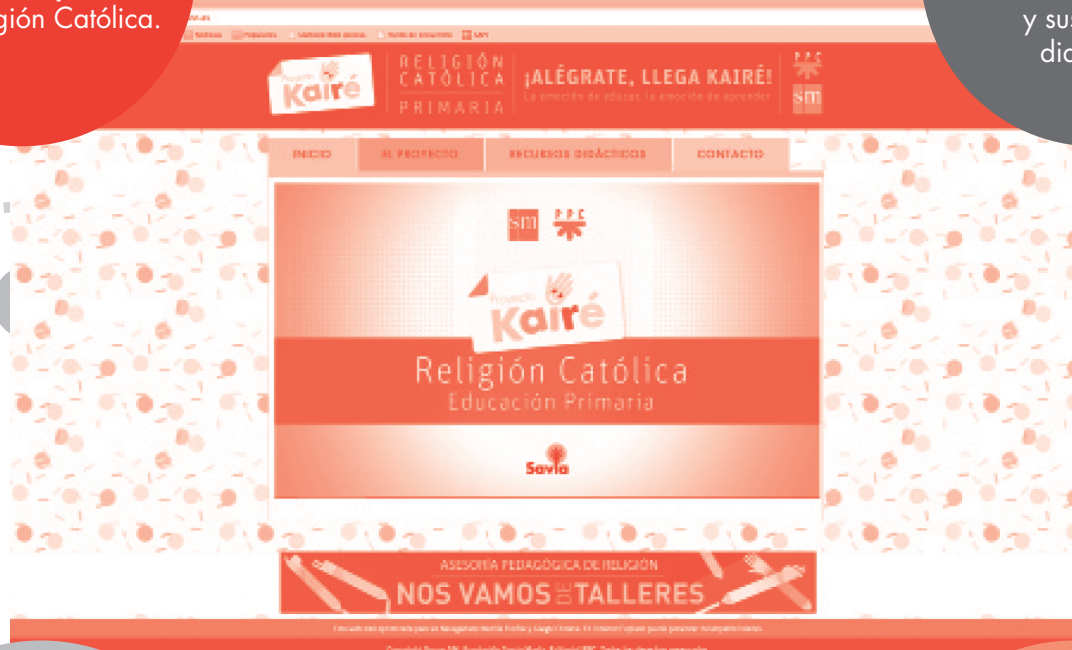 gión Católica.
y sus
dic
Proyecto
Kairé
RELIGIÓN
CATÓLICA
PRIMARIA
¡ALÉGRATE, LLEGA KAIRÉ!
La emoción de educar, la emoción de aprender
PPC
sm
INICIO EL PROYECTO RECURSOS DIDÁCTICOS CONTACTO
sm PPC
Proyecto
Kairé
Religión Católica
Educación Primaria
Savia
ASESORÍA PEDAGÓGICA DE RELIGIÓN
NOS VAMOS DE TALLERES